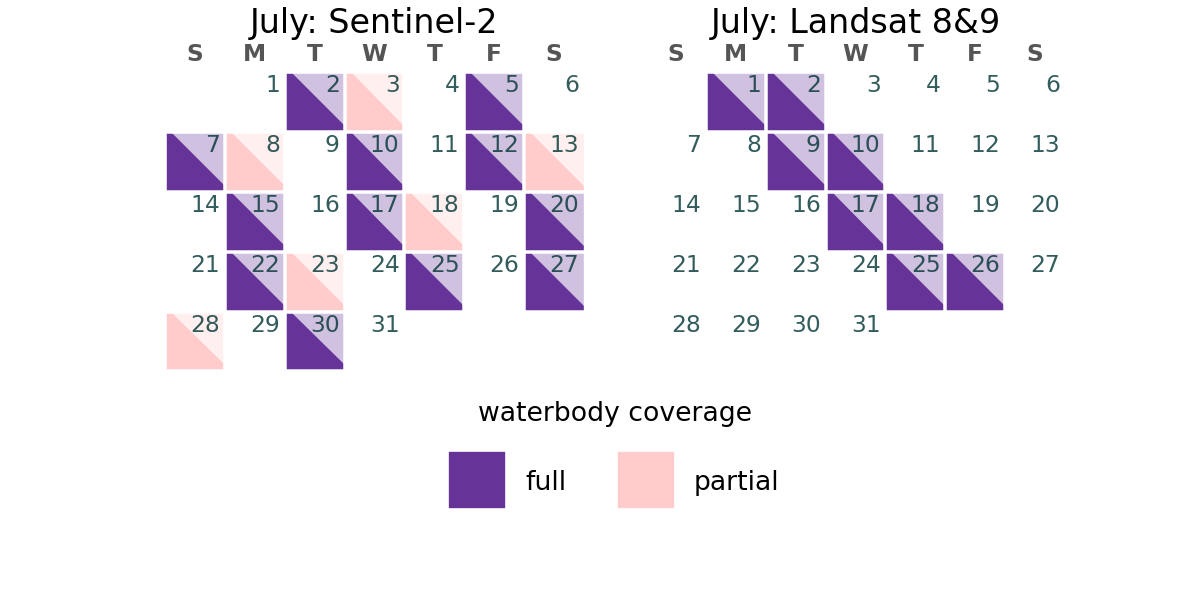 July: Sentinel-2
S M T W T F S
1 2 3 4 5 6
7 8 9 10 11 12 13
14 15 16 17 18 19 20
21 22 23 24 25 26 27
28 29 30 31
July: Landsat 8&9
S M T W T F S
1 2 3 4 5 6
7 8 9 10 11 12 13
14 15 16 17 18 19 20
21 22 23 24 25 26 27
28 29 30 31
waterbody coverage
full partial